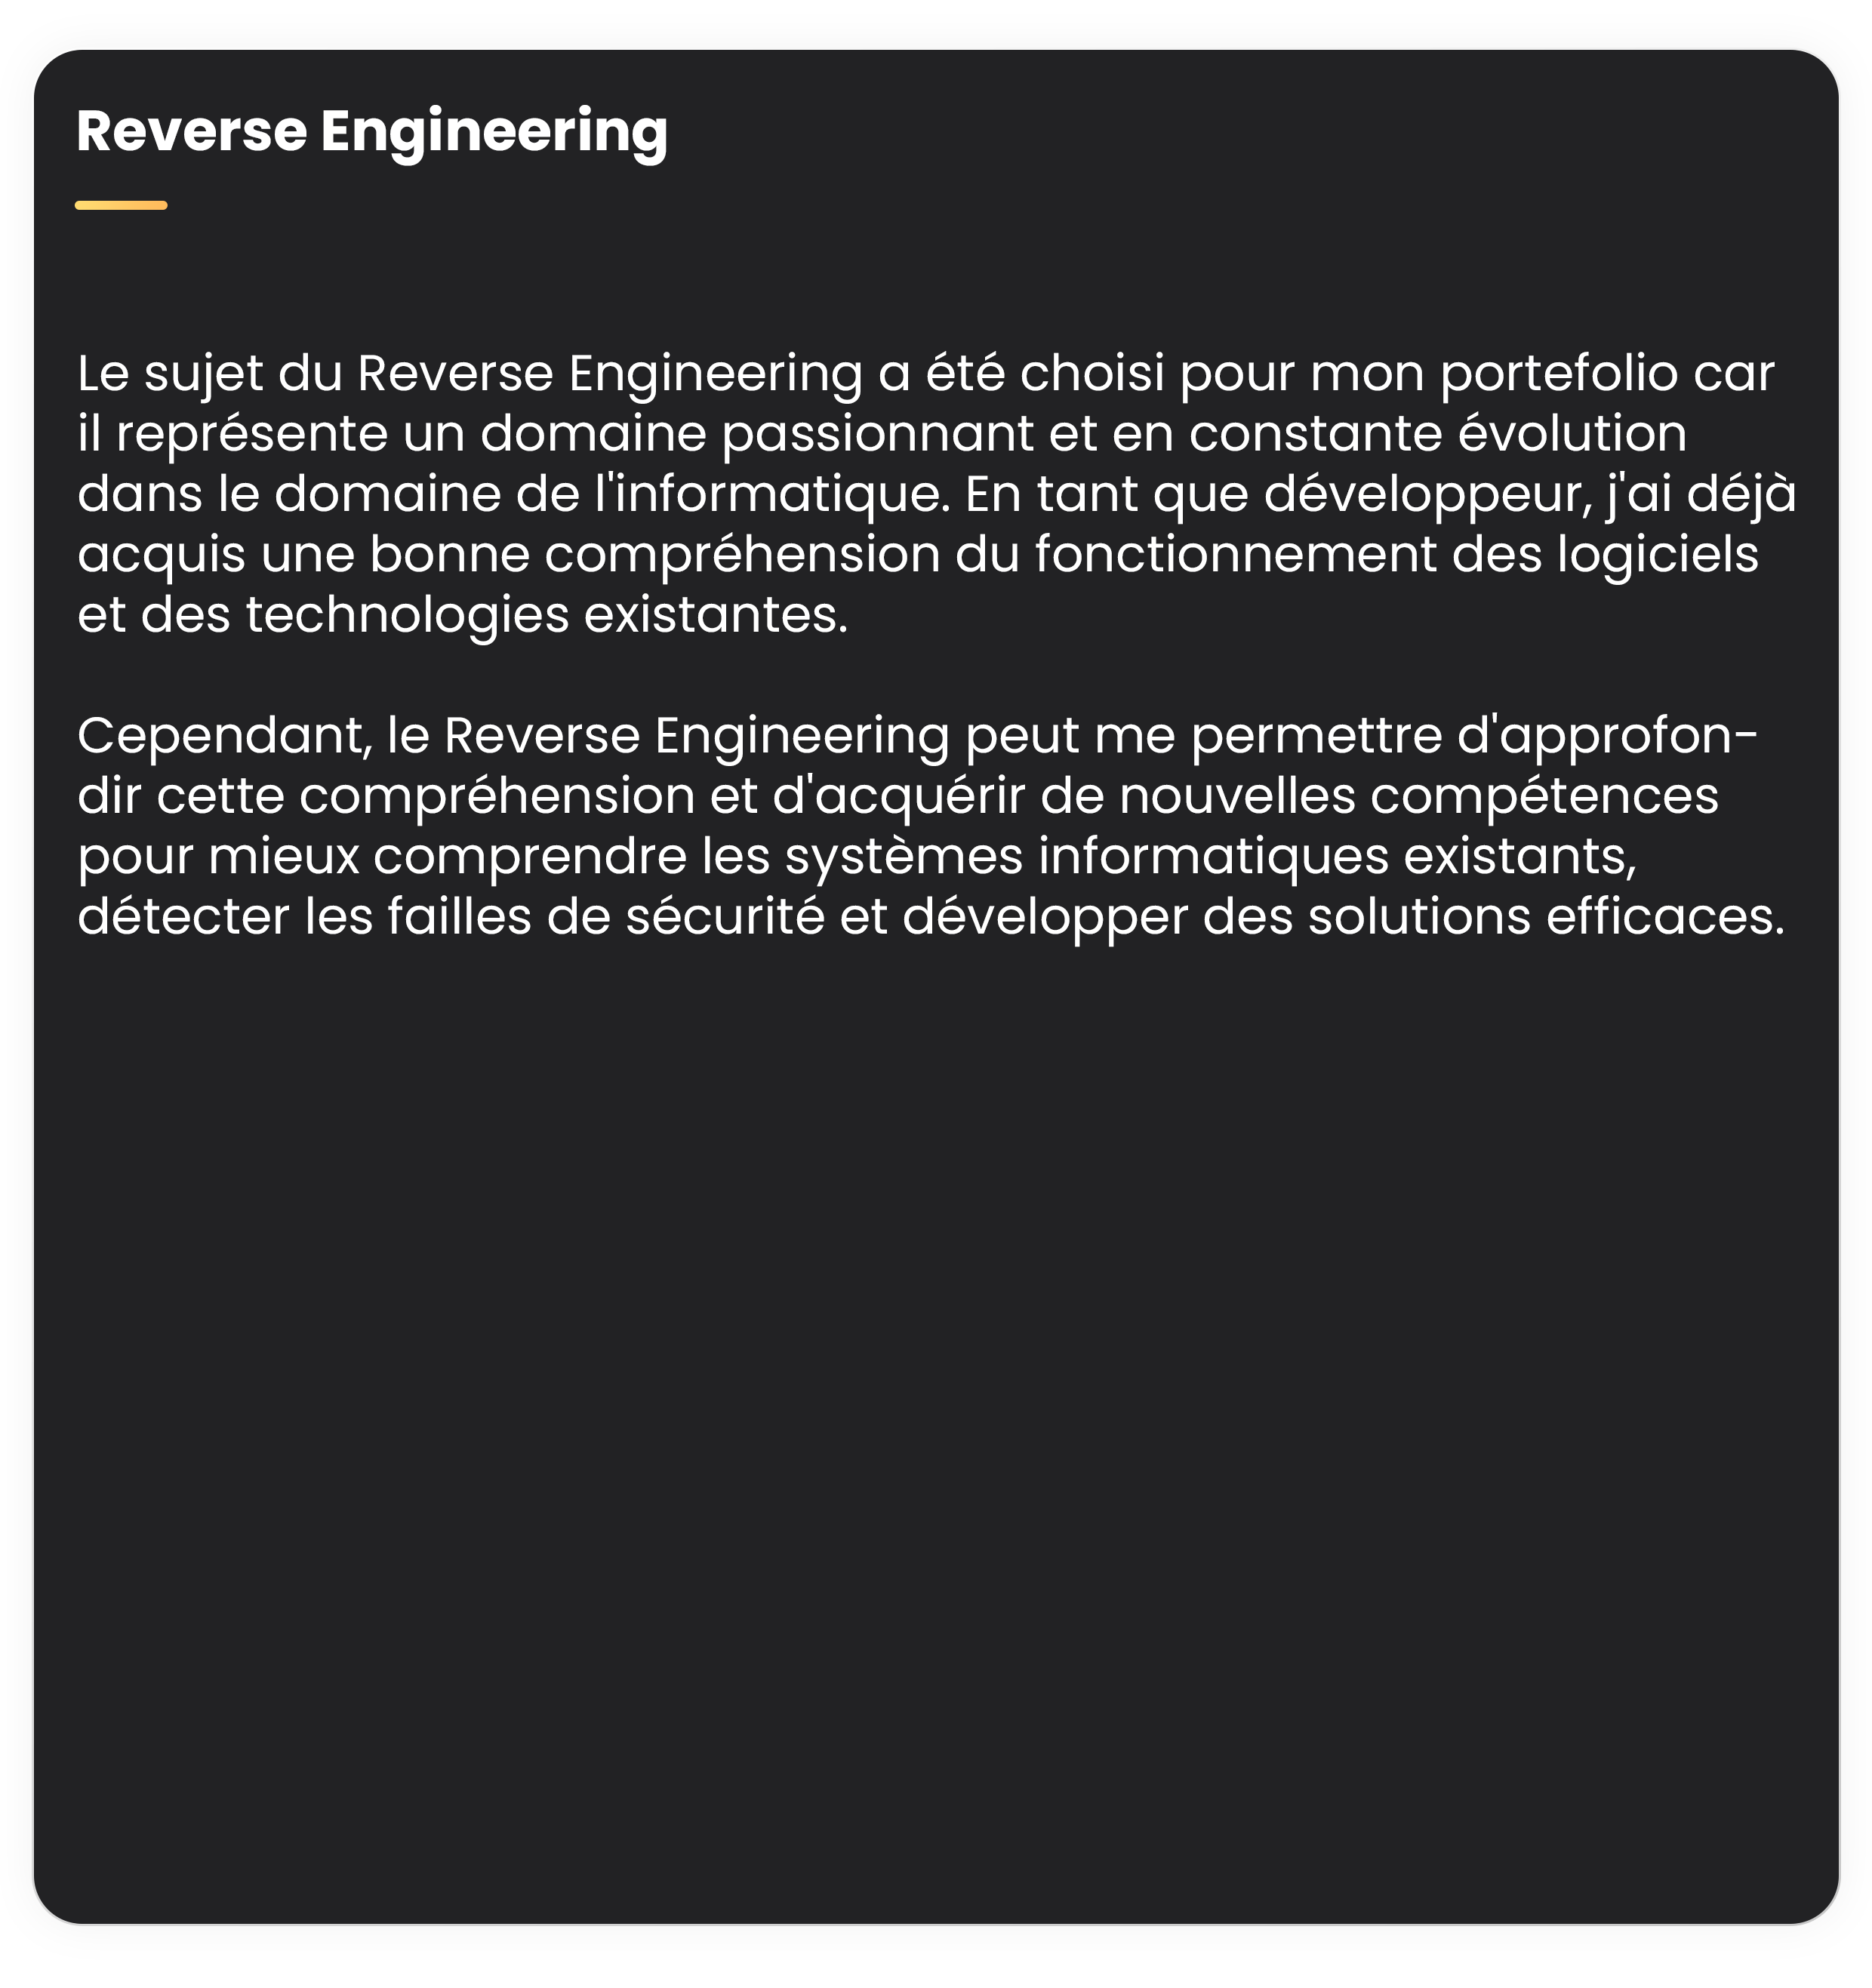 Reverse Engineering
Le sujet du Reverse Engineering a été choisi pour mon portefolio car
il représente un domaine passionnant et en constante évolution
dans le domaine de l'informatique. En tant que développeur, j'ai déjà
acquis une bonne compréhension du fonctionnement des logiciels
et des technologies existantes.
Cependant, le Reverse Engineering peut me permettre d'approfon-
dir cette compréhension et d'acquérir de nouvelles compétences
pour mieux comprendre les systèmes informatiques existants,
détecter les failles de sécurité et développer des solutions efficaces.